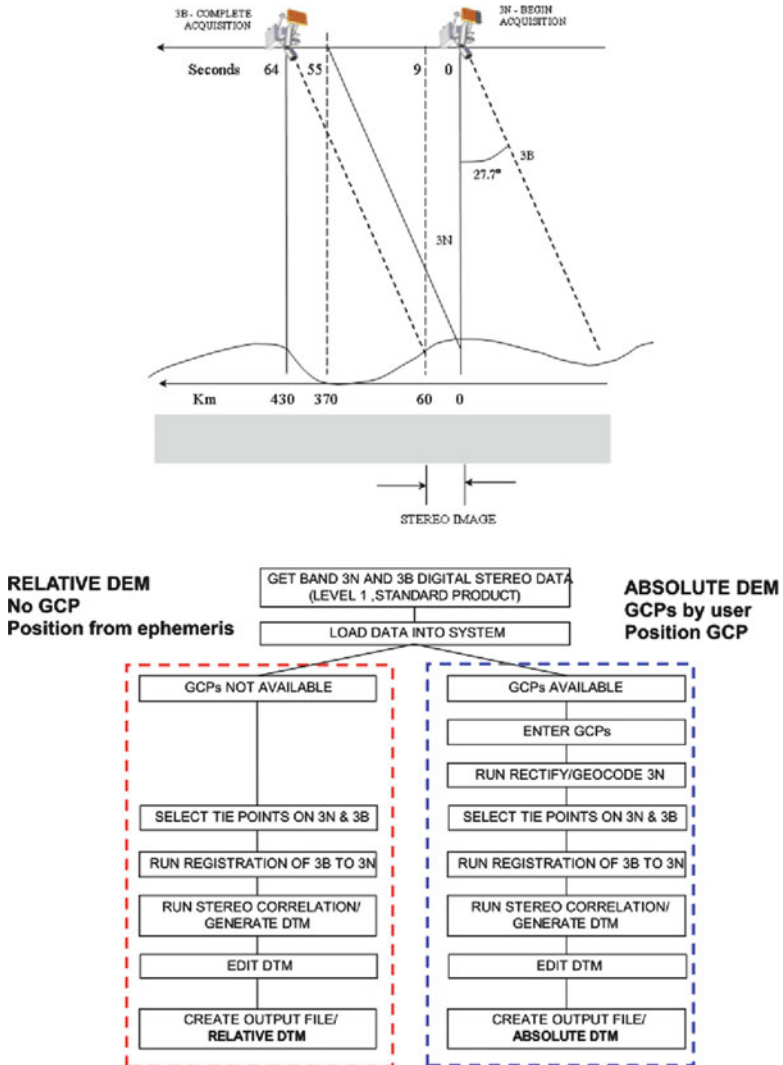 3B - COMPLETE
ACQUISITION
3N - BEGIN
ACQUISITION
Seconds 64 55 9 0
3B
27.7°
3N
Km 430 370 60 0
STEREO IMAGE
RELATIVE DEM
No GCP
Position from ephemeris
GET BAND 3N AND 3B DIGITAL STEREO DATA
(LEVEL 1 ,STANDARD PRODUCT)
LOAD DATA INTO SYSTEM
ABSOLUTE DEM
GCPs by user
Position GCP
GCPs NOT AVAILABLE
SELECT TIE POINTS ON 3N & 3B
RUN REGISTRATION OF 3B TO 3N
RUN STEREO CORRELATION/
GENERATE DTM
EDIT DTM
CREATE OUTPUT FILE/
RELATIVE DTM
GCPs AVAILABLE
ENTER GCPs
RUN RECTIFY/GEOCODE 3N
SELECT TIE POINTS ON 3N & 3B
RUN REGISTRATION OF 3B TO 3N
RUN STEREO CORRELATION/
GENERATE DTM
EDIT DTM
CREATE OUTPUT FILE/
ABSOLUTE DTM